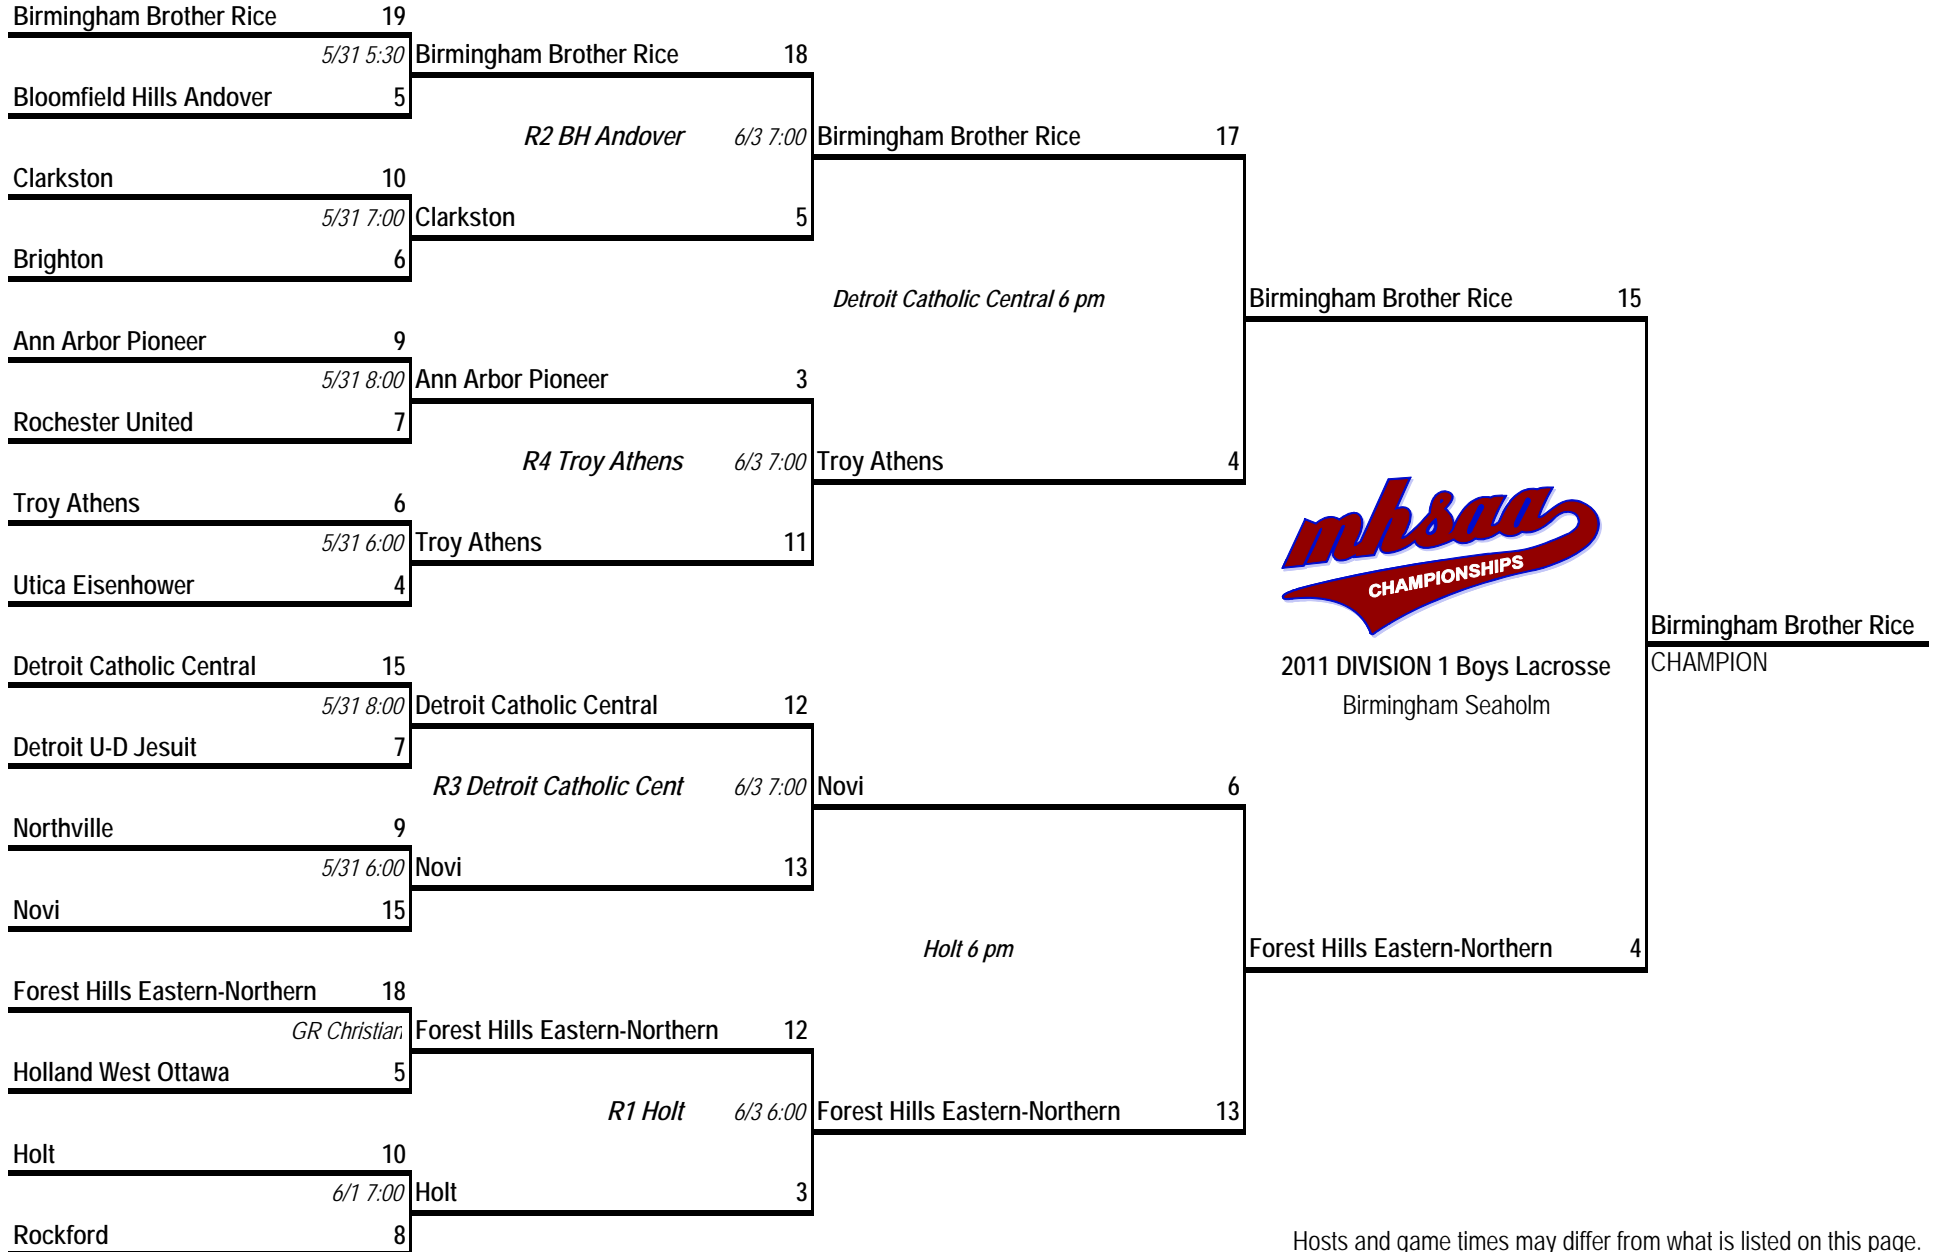 Birmingham Brother Rice 19
5/31 5:30 Birmingham Brother Rice 18
Bloomfield Hills Andover 5
R2 BH Andover 6/3 7:00 Birmingham Brother Rice 17
Clarkston 10
5/31 7:00 Clarkston 5
Brighton 6
Detroit Catholic Central 6 pm Birmingham Brother Rice 15
Ann Arbor Pioneer 9
5/31 8:00 Ann Arbor Pioneer 3
Rochester United 7
R4 Troy Athens 6/3 7:00 Troy Athens 4
Troy Athens 6
5/31 6:00 Troy Athens 11
Utica Eisenhower 4
mhsaa
CHAMPIONSHIPS
Birmingham Brother Rice
Detroit Catholic Central 15
2011 DIVISION 1 Boys Lacrosse
CHAMPION
5/31 8:00 Detroit Catholic Central 12
Birmingham Seaholm
Detroit U-D Jesuit 7
R3 Detroit Catholic Cent 6/3 7:00 Novi 6
Northville 9
5/31 6:00 Novi 13
Novi 15
Holt 6 pm Forest Hills Eastern-Northern 4
Forest Hills Eastern-Northern 18
GR Christian Forest Hills Eastern-Northern 12
Holland West Ottawa 5
R1 Holt 6/3 6:00 Forest Hills Eastern-Northern 13
Holt 10
6/1 7:00 Holt 3
Rockford 8
Hosts and game times may differ from what is listed on this page.